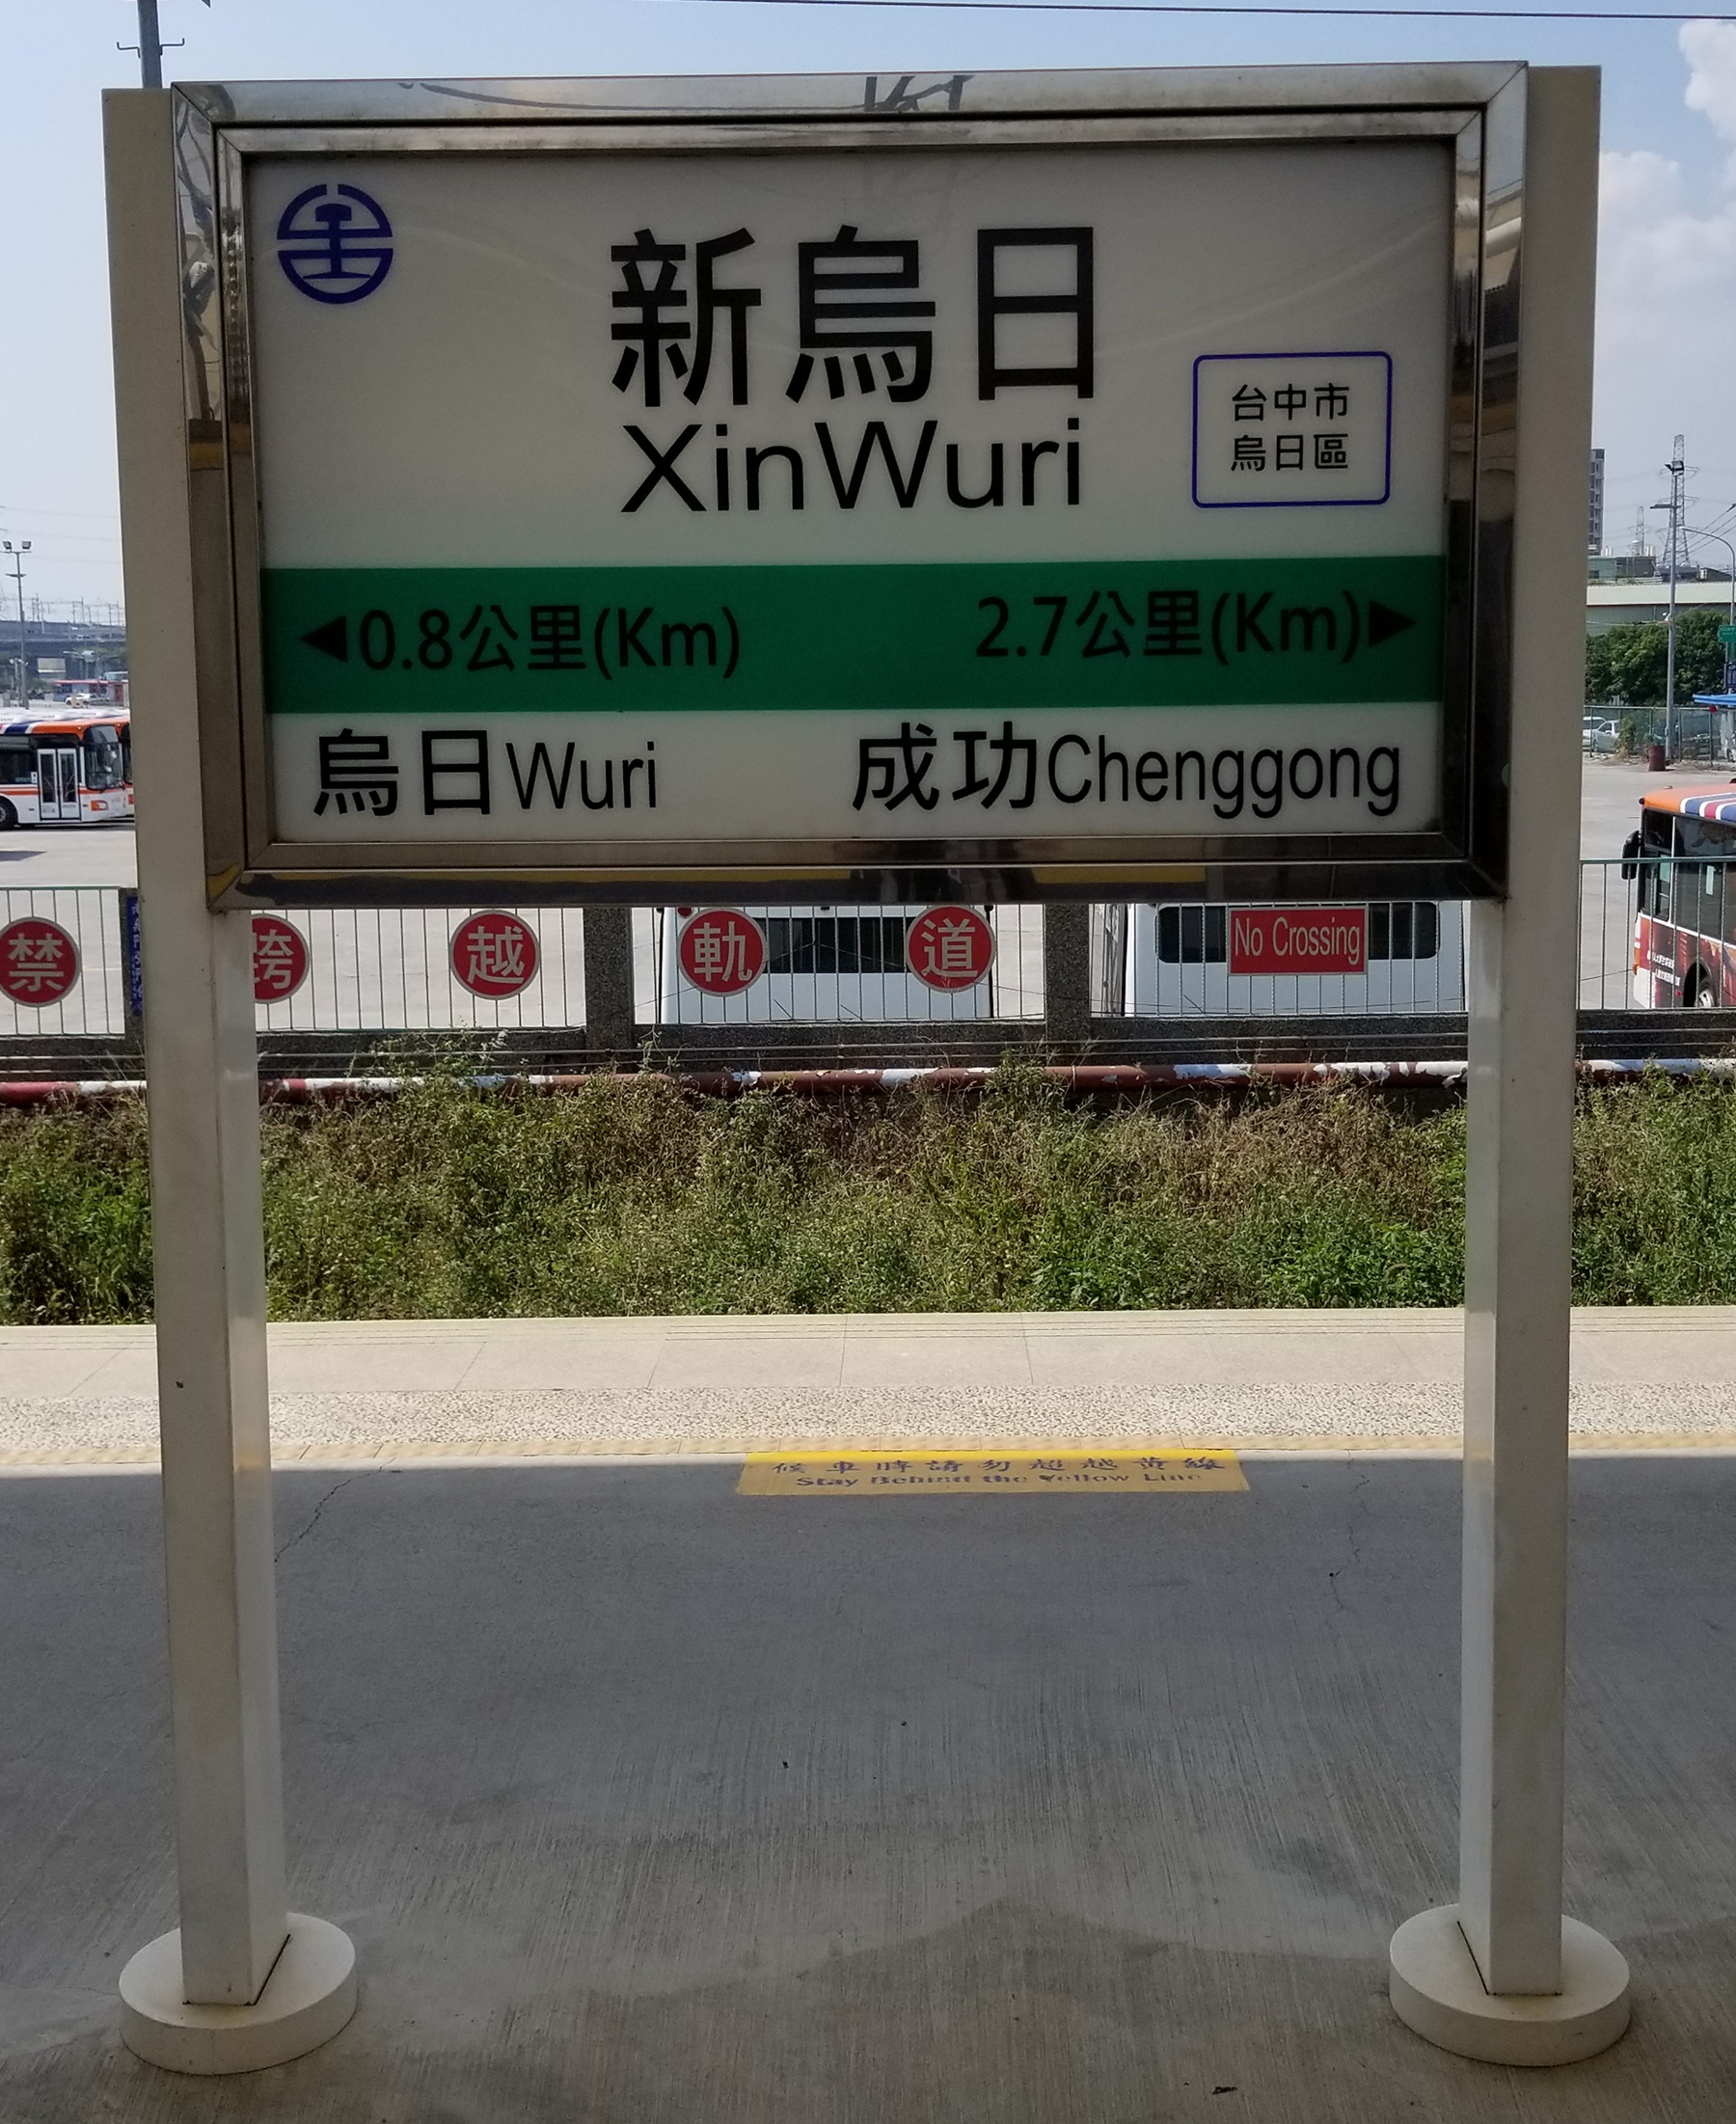 新烏日
XinWuri
台中市
烏日區
0.8公里(Km)
2.7公里(Km)
烏日Wuri
成功Chenggong
禁 跨 越 軌 道
No Crossing
候車時請勿超越黃線
Stay Behind the Yellow Line